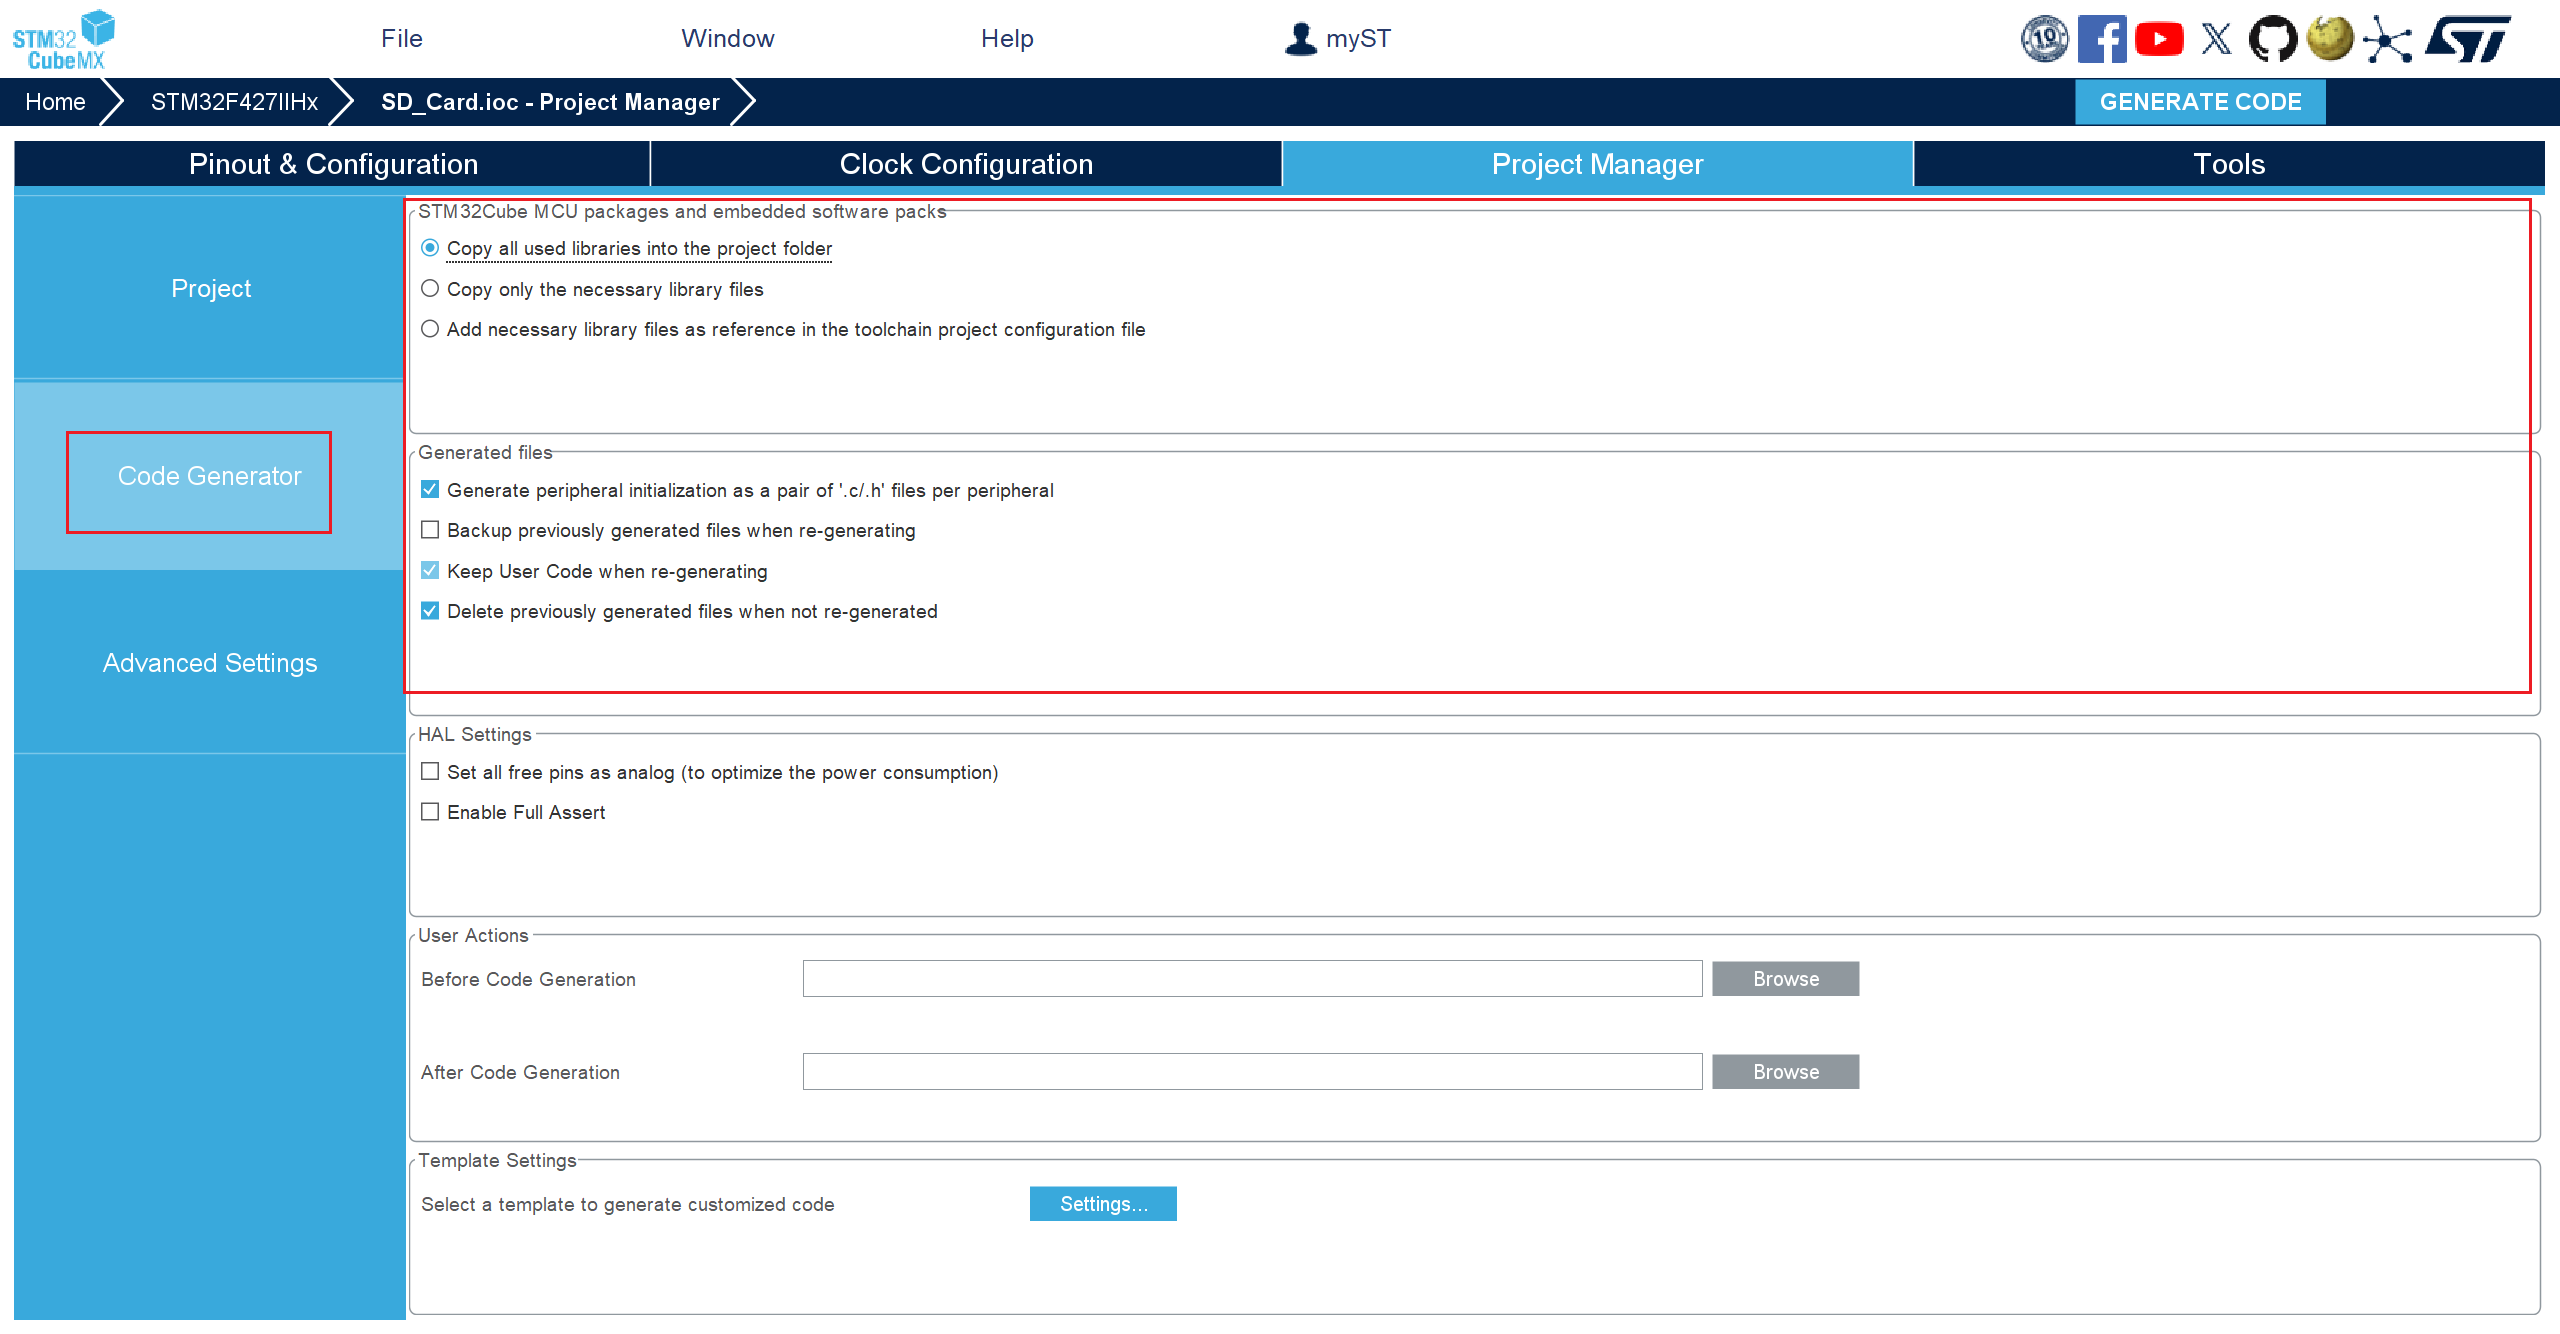 STM32
CubeMX
File
Window
Help
myST
10
Home
STM32F427IIHx
SD_Card.ioc - Project Manager
GENERATE CODE
Pinout & Configuration
Clock Configuration
Project Manager
Tools
Project
Code Generator
Advanced Settings
STM32Cube MCU packages and embedded software packs
Copy all used libraries into the project folder
Copy only the necessary library files
Add necessary library files as reference in the toolchain project configuration file
Generated files
Generate peripheral initialization as a pair of '.c/.h' files per peripheral
Backup previously generated files when re-generating
Keep User Code when re-generating
Delete previously generated files when not re-generated
HAL Settings
Set all free pins as analog (to optimize the power consumption)
Enable Full Assert
User Actions
Before Code Generation
Browse
After Code Generation
Browse
Template Settings
Select a template to generate customized code
Settings...